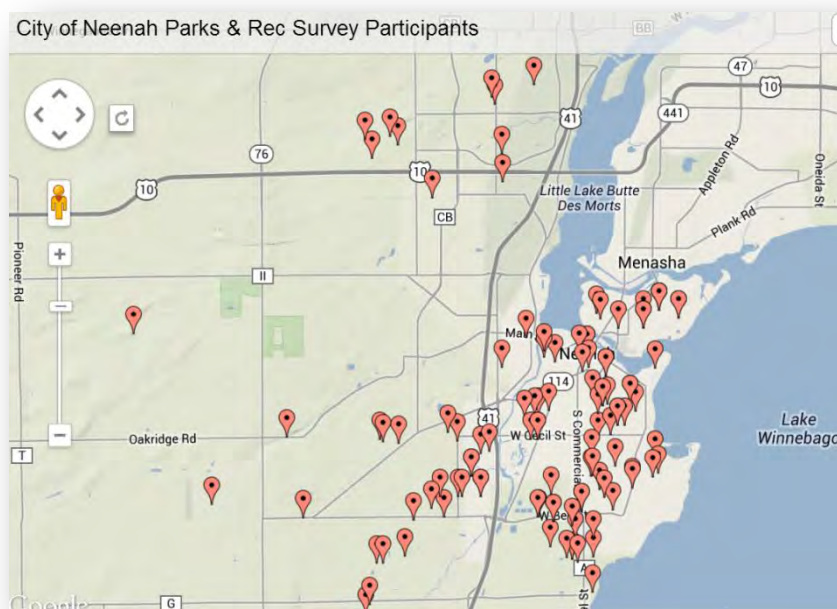 City of Neenah Parks & Rec Survey Participants
CB
BB
47
10
41
441
76
10
10
Little Lake Butte
Des Morts
Appleton Rd
Oneida St
Plank Rd
CB
Pioneer Rd
II
Menasha
Main
114
41
Oakridge Rd
W Cecil St
S Commercial
T
Lake
Winnebago
A
G
Google